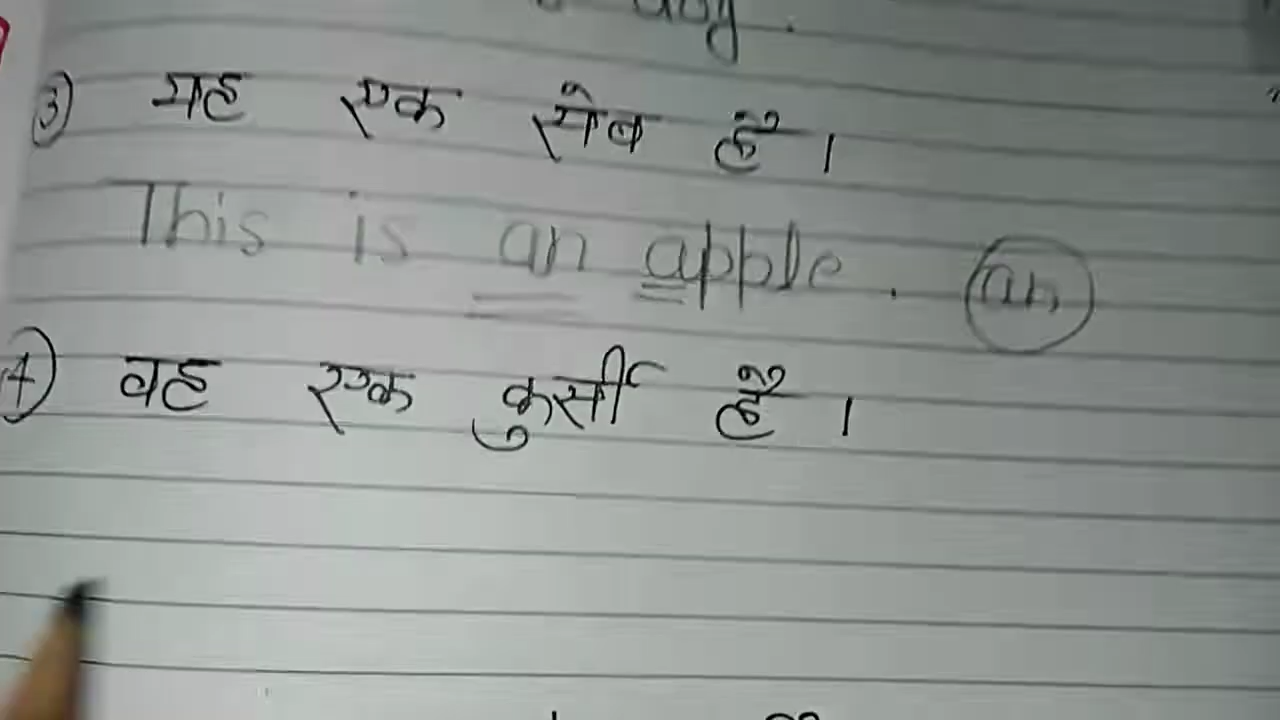 ③ यह एक सेब है।
This is an apple. an
④ वह एक कुर्सी है।